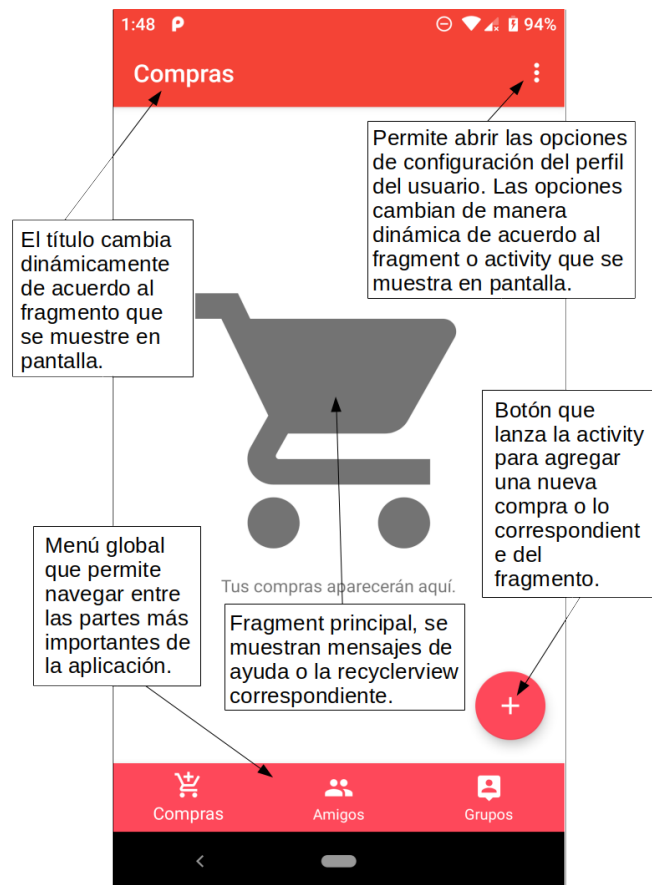 1:48
94%
Compras
Permite abrir las opciones
de configuración del perfil
del usuario. Las opciones
cambian de manera
dinámica de acuerdo al
fragment o activity que se
muestra en pantalla.
El título cambia
dinámicamente
de acuerdo al
fragmento que
se muestre en
pantalla.
Botón que
lanza la activity
para agregar
una nueva
compra o lo
correspondient
e del
fragmento.
Menú global
que permite
navegar entre
las partes más
importantes de
la aplicación.
Tus compras aparecerán aquí.
Fragment principal, se
muestran mensajes de
ayuda o la recyclerview
correspondiente.
Compras
Amigos
Grupos